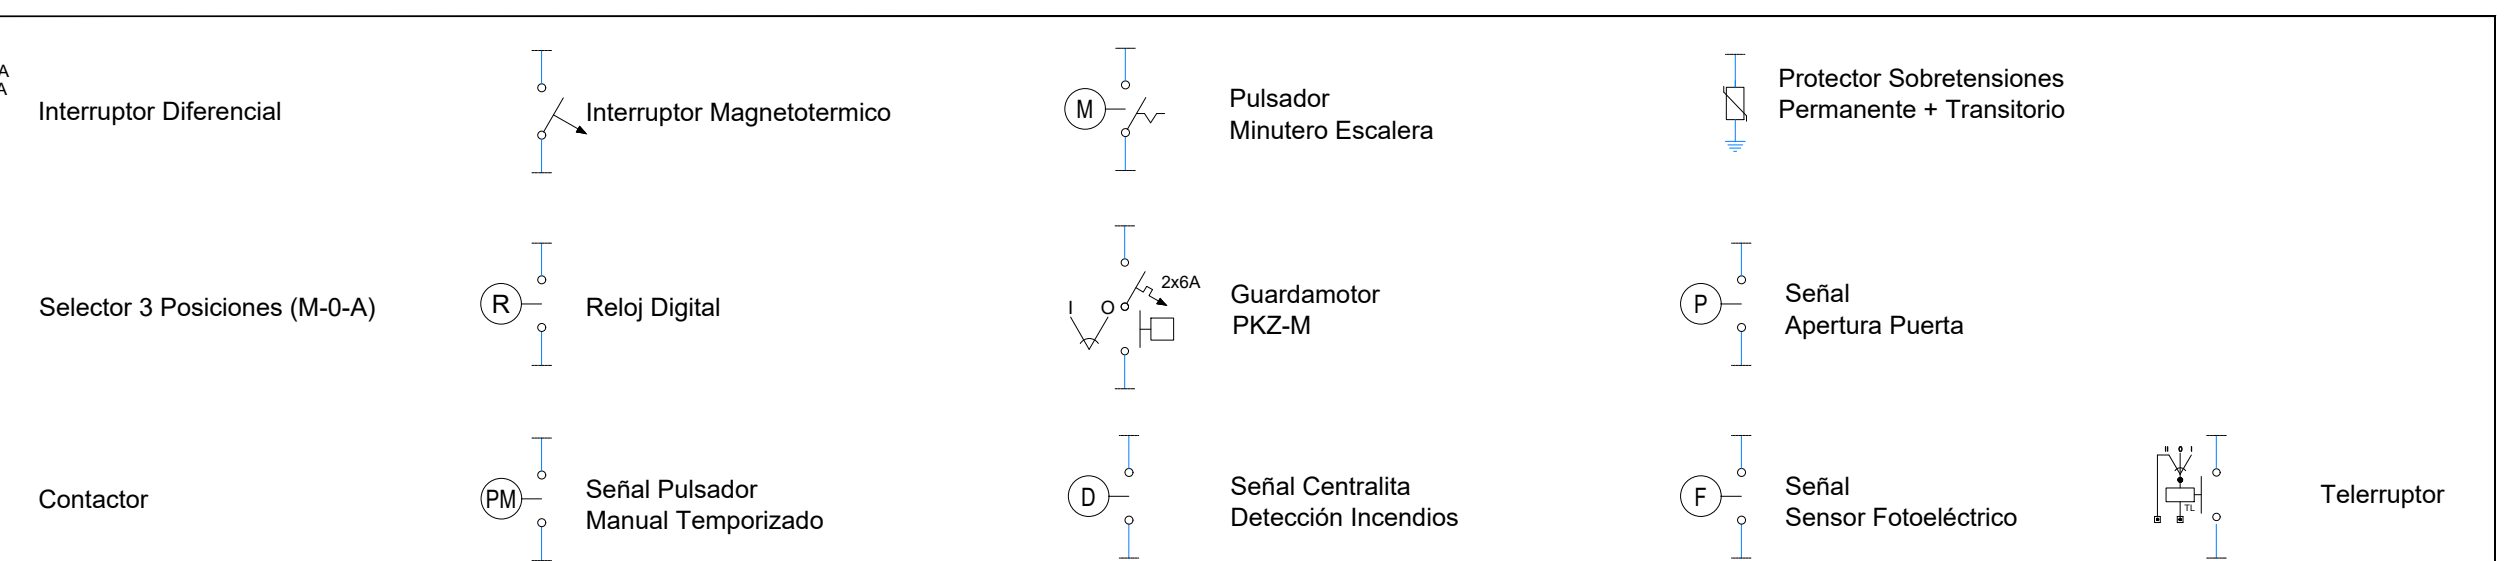 A
A
Interruptor Diferencial
Interruptor Magnetotermico
M
Pulsador
Minutero Escalera
Protector Sobretensiones
Permanente + Transitorio
Selector 3 Posiciones (M-0-A)
R
Reloj Digital
2x6A
I O
Guardamotor
PKZ-M
P
Señal
Apertura Puerta
Contactor
PM
Señal Pulsador
Manual Temporizado
D
Señal Centralita
Detección Incendios
F
Señal
Sensor Fotoeléctrico
II 0 I
TL
Telerruptor